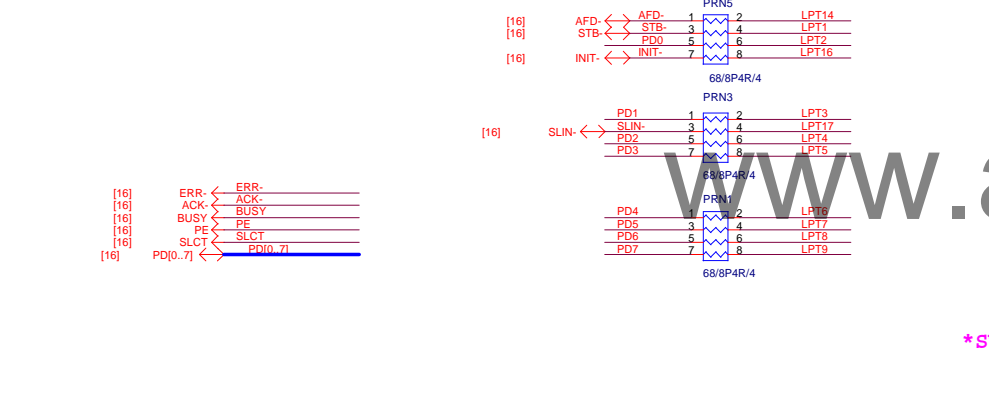 PRN5
[16] AFD- AFD- 1 2 LPT14
[16] STB- STB- 3 4 LPT1
PD0 5 6 LPT2
[16] INIT- INIT- 7 8 LPT16
68/8P4R/4
PRN3
PD1 1 2 LPT3
[16] SLIN- SLIN- 3 4 LPT17
PD2 5 6 LPT4
PD3 7 8 LPT5
68/8P4R/4
www.a
PRN1
PD4 1 2 LPT6
PD5 3 4 LPT7
PD6 5 6 LPT8
PD7 7 8 LPT9
68/8P4R/4
[16] ERR- ERR-
[16] ACK- ACK-
[16] BUSY BUSY
[16] PE PE
[16] SLCT SLCT
[16] PD[0..7] PD[0..7]